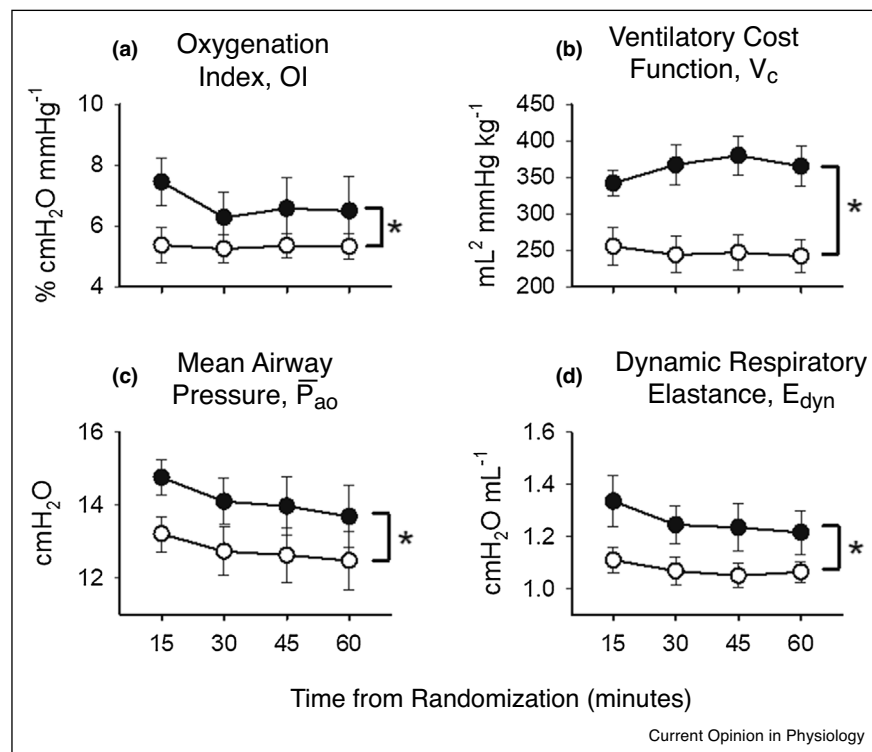 (a) Oxygenation
Index, OI
% cmH₂O mmHg⁻¹
10
8
6
4
*
(b) Ventilatory Cost
Function, V꜀
mL² mmHg kg⁻¹
450
400
350
300
250
200
*
(c) Mean Airway
Pressure, P̅ₐₒ
cmH₂O
16
14
12
15 30 45 60
*
(d) Dynamic Respiratory
Elastance, E_dyn
cmH₂O mL⁻¹
1.6
1.4
1.2
1.0
15 30 45 60
*
Time from Randomization (minutes)
Current Opinion in Physiology